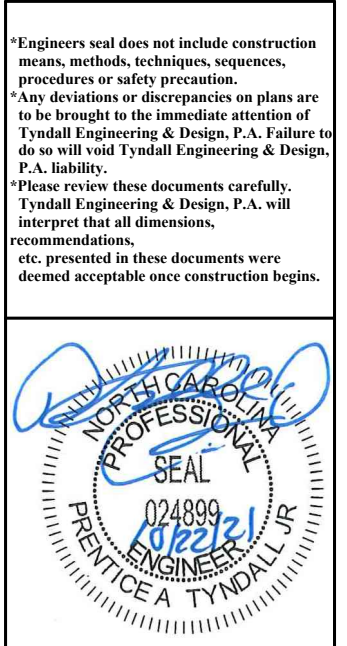 *Engineers seal does not include construction
means, methods, techniques, sequences,
procedures or safety precaution.
*Any deviations or discrepancies on plans are
to be brought to the immediate attention of
Tyndall Engineering & Design, P.A. Failure to
do so will void Tyndall Engineering & Design,
P.A. liability.
*Please review these documents carefully.
Tyndall Engineering & Design, P.A. will
interpret that all dimensions,
recommendations,
etc. presented in these documents were
deemed acceptable once construction begins.
NORTH CAROLINA
PROFESSIONAL
SEAL
024899
10/22/21
ENGINEER
PRENTICE A TYNDALL JR